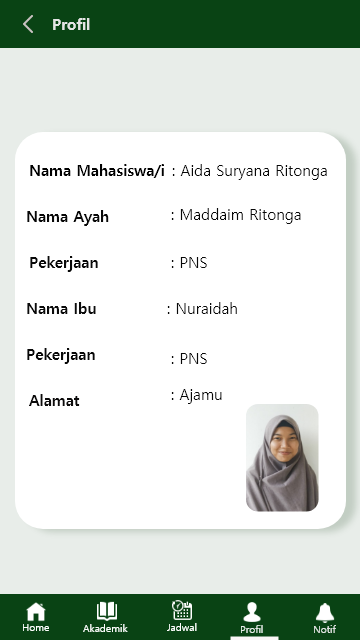 Profil
Nama Mahasiswa/i : Aida Suryana Ritonga
Nama Ayah : Maddaim Ritonga
Pekerjaan : PNS
Nama Ibu : Nuraidah
Pekerjaan : PNS
Alamat : Ajamu
Home Akademik Jadwal Profil Notif